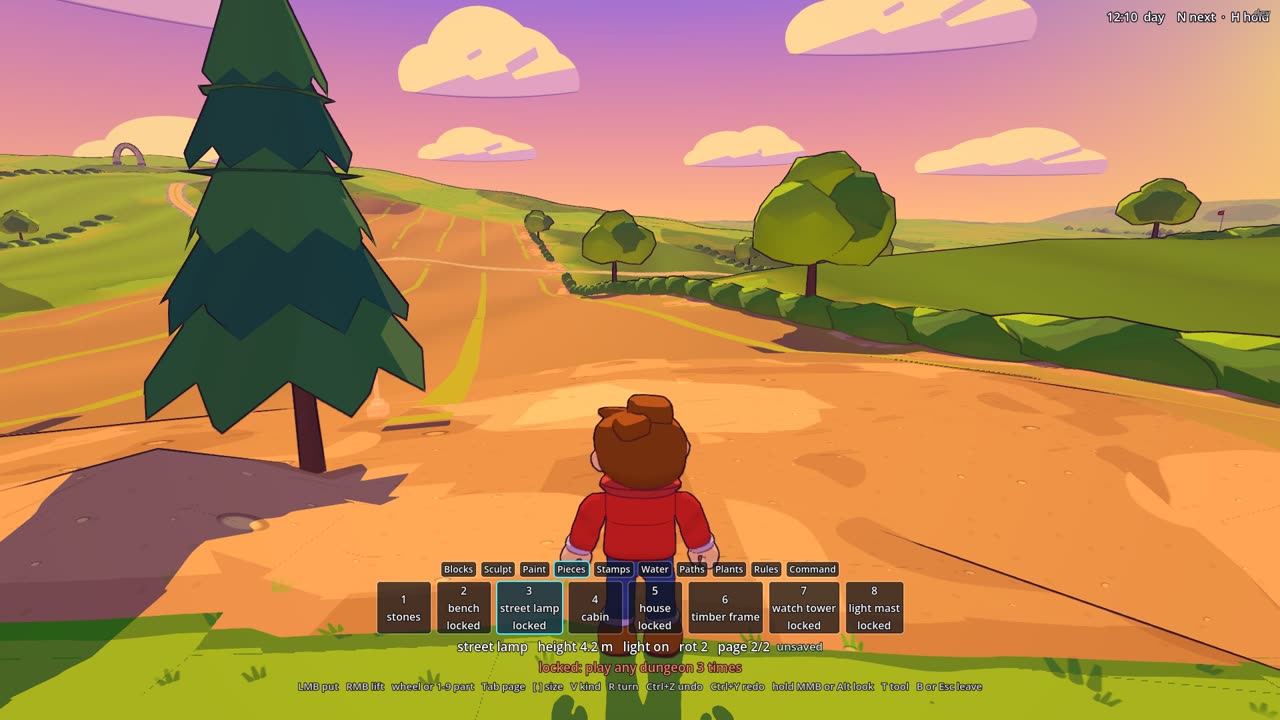 12:10 day N next · H hold
Blocks Sculpt Paint Pieces Stamps Water Paths Plants Rules Command
1 stones
2 bench locked
3 street lamp locked
4 cabin
5 house locked
6 timber frame
7 watch tower locked
8 light mast locked
street lamp height 4.2 m light on rot 2 page 2/2 unsaved
locked: play any dungeon 3 times
LMB put RMB lift wheel or 1-9 part Tab page [ ] size V kind R turn Ctrl+Z undo Ctrl+Y redo hold MMB or Alt look T tool B or Esc leave